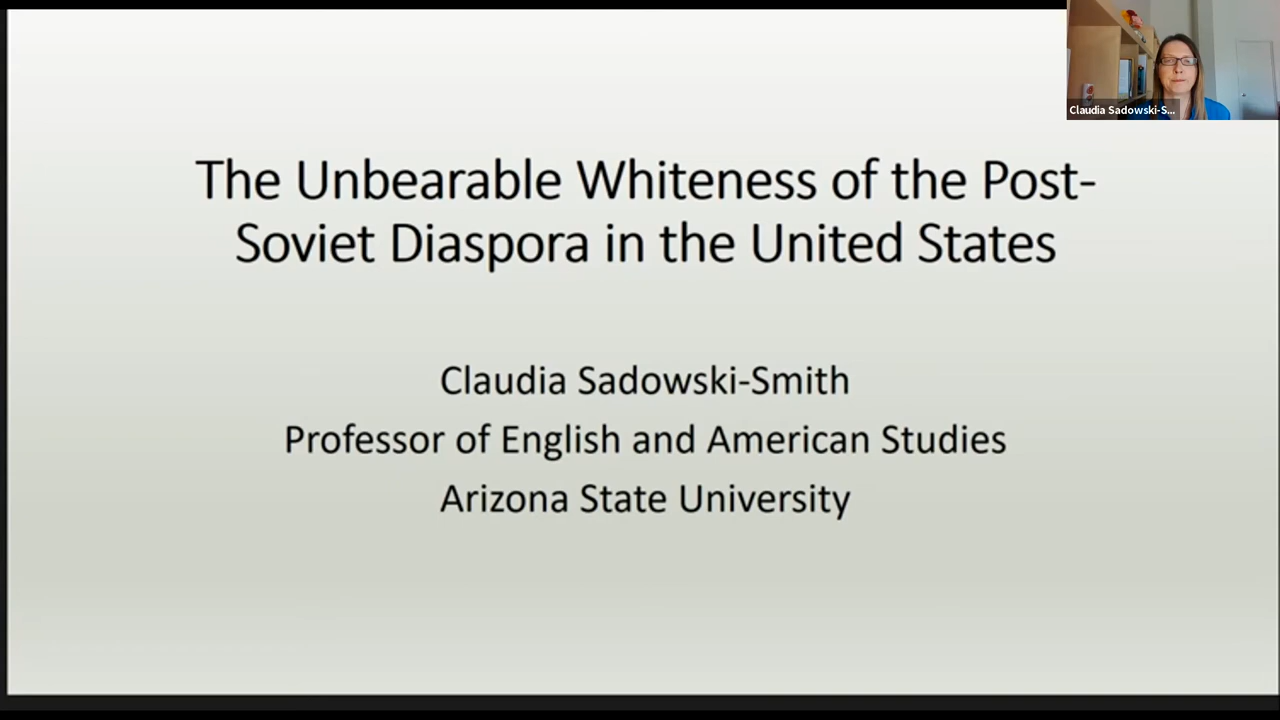 Claudia Sadowski-S...
The Unbearable Whiteness of the Post-
Soviet Diaspora in the United States
Claudia Sadowski-Smith
Professor of English and American Studies
Arizona State University